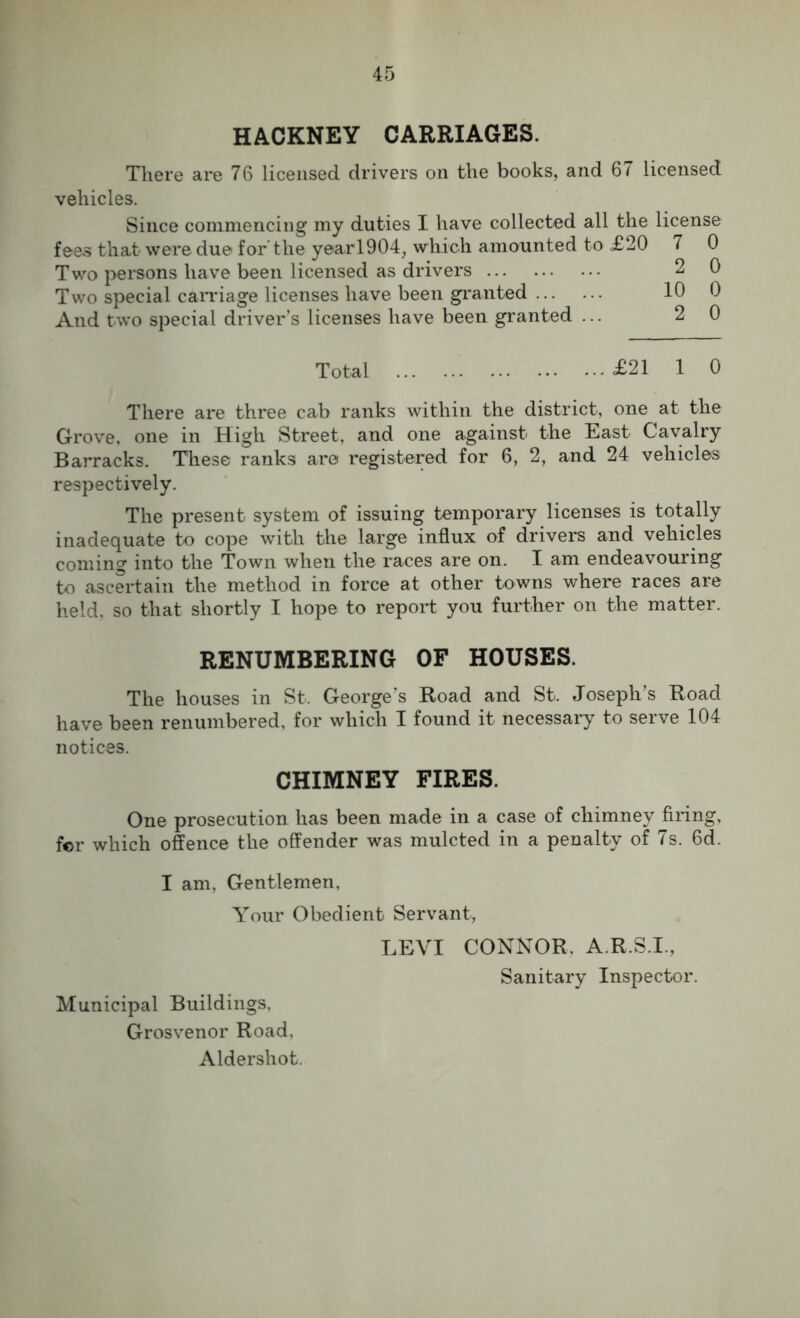 45
HACKNEY CARRIAGES.
There are 76 licensed drivers on the books, and 67 licensed
vehicles.
Since commencing my duties I have collected all the license
fees that were due for the year 1904, which amounted to £20 7 0
Two persons have been licensed as drivers ... ... ... 2 0
Two special carriage licenses have been granted ... ... 10 0
And two special driver's licenses have been granted ... 2 0
Total ... ... ... ... ... £21 1 0
There are three cab ranks within the district, one at the
Grove, one in High Street, and one against the East Cavalry
Barracks. These ranks are registered for 6, 2, and 24 vehicles
respectively.
The present system of issuing temporary licenses is totally
inadequate to cope with the large influx of drivers and vehicles
coming into the Town when the races are on. I am endeavouring
to ascertain the method in force at other towns where races are
held, so that shortly I hope to report you further on the matter.
RENUMBERING OF HOUSES.
The houses in St. George's Road and St. Joseph's Road
have been renumbered, for which I found it necessary to serve 104
notices.
CHIMNEY FIRES.
One prosecution has been made in a case of chimney firing,
for which offence the offender was mulcted in a penalty of 7s. 6d.
I am, Gentlemen,
Your Obedient Servant,
LEVI CONNOR, A.R.S.I.,
Sanitary Inspector.
Municipal Buildings,
Grosvenor Road,
Aldershot.